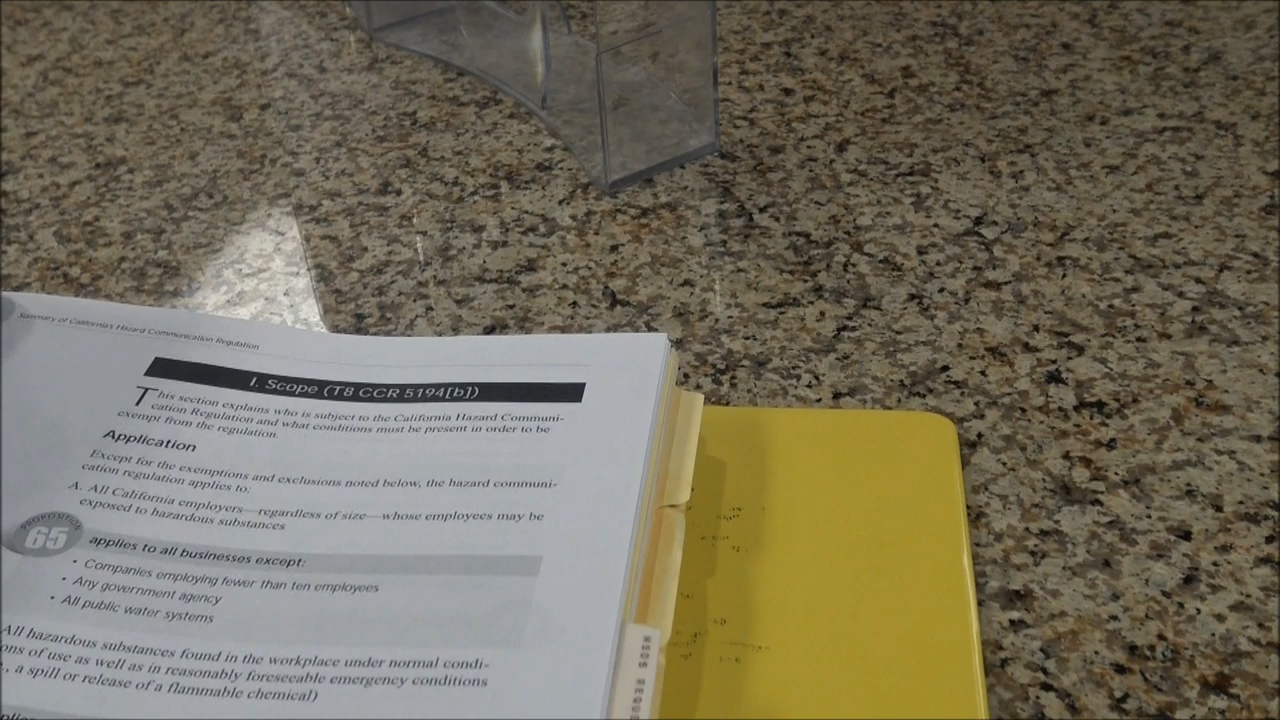 Summary of California's Hazard Communication Regulation
I. Scope (T8 CCR 5194[b])
This section explains who is subject to the California Hazard Communi-
cation Regulation and what conditions must be present in order to be
exempt from the regulation.
Application
Except for the exemptions and exclusions noted below, the hazard communi-
cation regulation applies to:
A. All California employers—regardless of size—whose employees may be
exposed to hazardous substances
PROPOSITION
65
applies to all businesses except:
• Companies employing fewer than ten employees
• Any government agency
• All public water systems
All hazardous substances found in the workplace under normal condi-
ons of use as well as in reasonably foreseeable emergency conditions
., a spill or release of a flammable chemical)